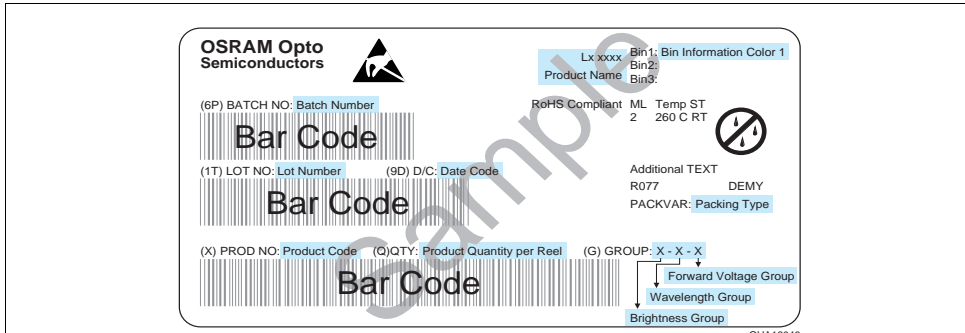 OSRAM Opto
Semiconductors
Lx xxxx
Product Name
Bin1: Bin Information Color 1
Bin2:
Bin3:
(6P) BATCH NO: Batch Number
Bar Code
RoHS Compliant ML Temp ST
2 260 C RT
(1T) LOT NO: Lot Number (9D) D/C: Date Code
Bar Code
Additional TEXT
R077 DEMY
PACKVAR: Packing Type
(X) PROD NO: Product Code (Q)QTY: Product Quantity per Reel (G) GROUP: X - X - X
Bar Code
Forward Voltage Group
Wavelength Group
Brightness Group
Sample